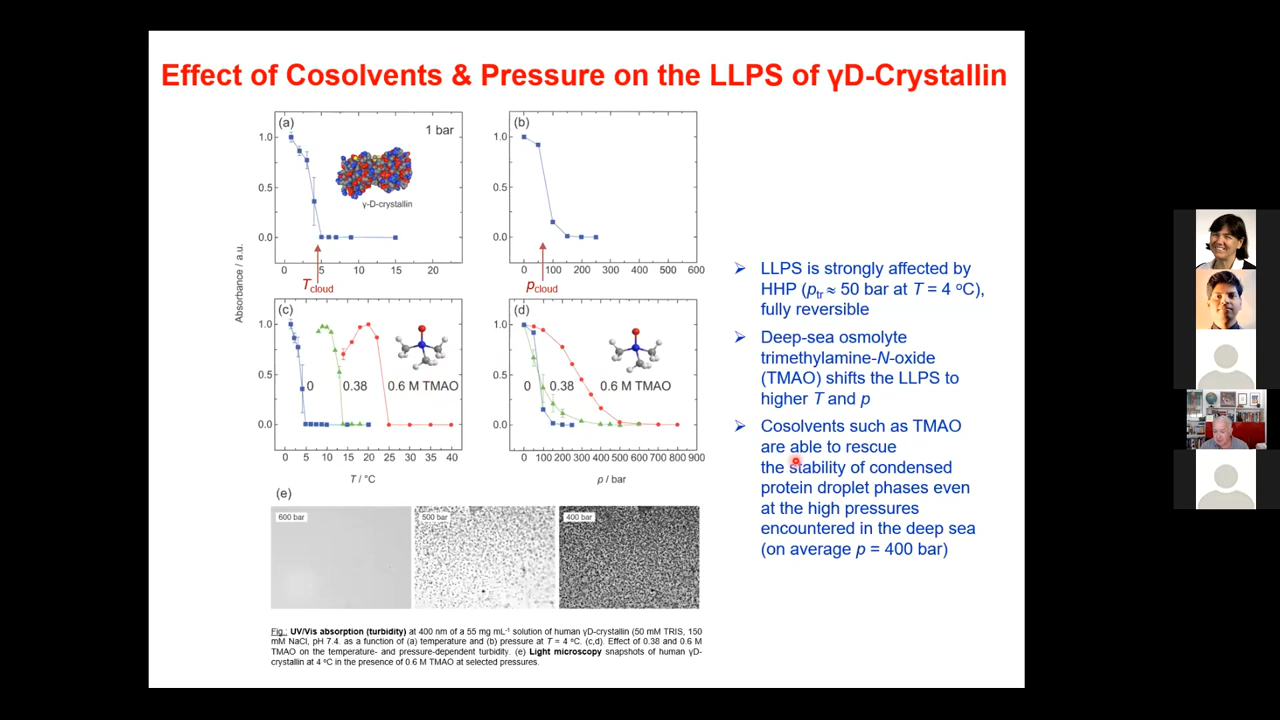 Effect of Cosolvents & Pressure on the LLPS of γD-Crystallin
(a)
1 bar
1.0
0.5
0.0
γ-D-crystallin
0 5 10 15 20
T cloud
(b)
1.0
0.5
0.0
0 100 200 300 400 500 600
p cloud
Absorbance / a.u.
(c)
1.0
0.5
0.0
0 0.38 0.6 M TMAO
0 5 10 15 20 25 30 35 40
T / °C
(d)
1.0
0.5
0.0
0 0.38 0.6 M TMAO
0 100 200 300 400 500 600 700 800 900
p / bar
(e)
600 bar
500 bar
400 bar
Fig.: UV/Vis absorption (turbidity) at 400 nm of a 55 mg mL-1 solution of human γD-crystallin (50 mM TRIS, 150
mM NaCl, pH 7.4. as a function of (a) temperature and (b) pressure at T = 4 °C. (c,d). Effect of 0.38 and 0.6 M
TMAO on the temperature- and pressure-dependent turbidity. (e) Light microscopy snapshots of human γD-
crystallin at 4 °C in the presence of 0.6 M TMAO at selected pressures.
➢ LLPS is strongly affected by
HHP (ptr ≈ 50 bar at T = 4 °C),
fully reversible
➢ Deep-sea osmolyte
trimethylamine-N-oxide
(TMAO) shifts the LLPS to
higher T and p
➢ Cosolvents such as TMAO
are able to rescue
the stability of condensed
protein droplet phases even
at the high pressures
encountered in the deep sea
(on average p = 400 bar)